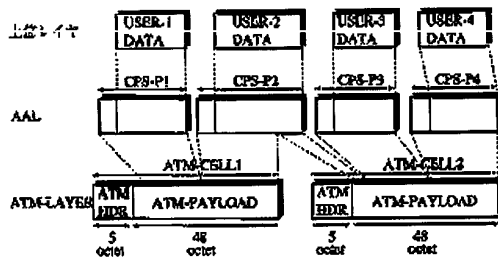 USER-1 USER-2 USER-3 USER-4
上位レイヤ DATA DATA DATA DATA
CPS-P1 CPS-P2 CPS-P3 CPS-P4
AAL
ATM-CELL1 ATM-CELL2
ATM-LAYER ATM HDR ATM-PAYLOAD ATM HDR ATM-PAYLOAD
5 octet 48 octet 5 octet 48 octet